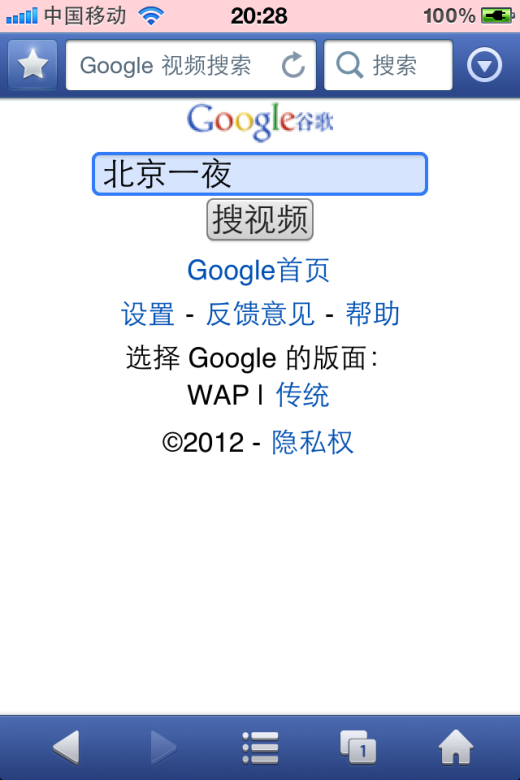 中国移动 20:28 100%
Google 视频搜索 搜索
Google谷歌
北京一夜
搜视频
Google首页
设置 - 反馈意见 - 帮助
选择 Google 的版面：
WAP | 传统
©2012 - 隐私权
1